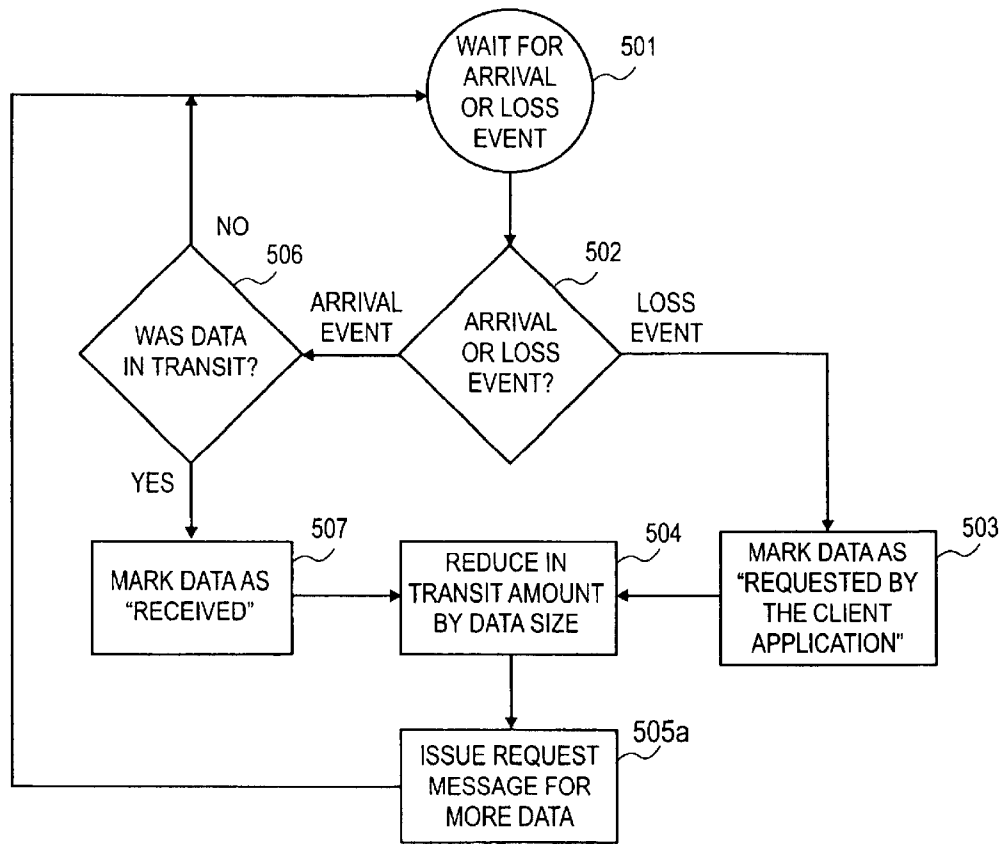 WAIT FOR
ARRIVAL
OR LOSS
EVENT
501
NO
506
502
ARRIVAL
EVENT
LOSS
EVENT
WAS DATA
IN TRANSIT?
ARRIVAL
OR LOSS
EVENT?
YES
507
504
503
MARK DATA AS
“RECEIVED”
REDUCE IN
TRANSIT AMOUNT
BY DATA SIZE
MARK DATA AS
“REQUESTED BY
THE CLIENT
APPLICATION”
505a
ISSUE REQUEST
MESSAGE FOR
MORE DATA